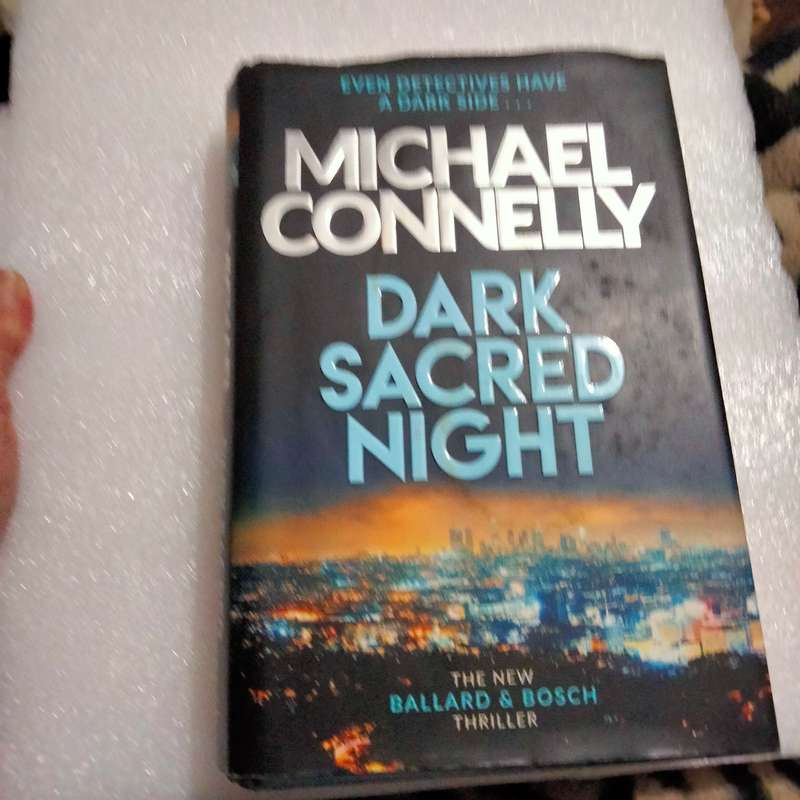 EVEN DETECTIVES HAVE
A DARK SIDE...
MICHAEL
CONNELLY
DARK
SACRED
NIGHT
THE NEW
BALLARD & BOSCH
THRILLER